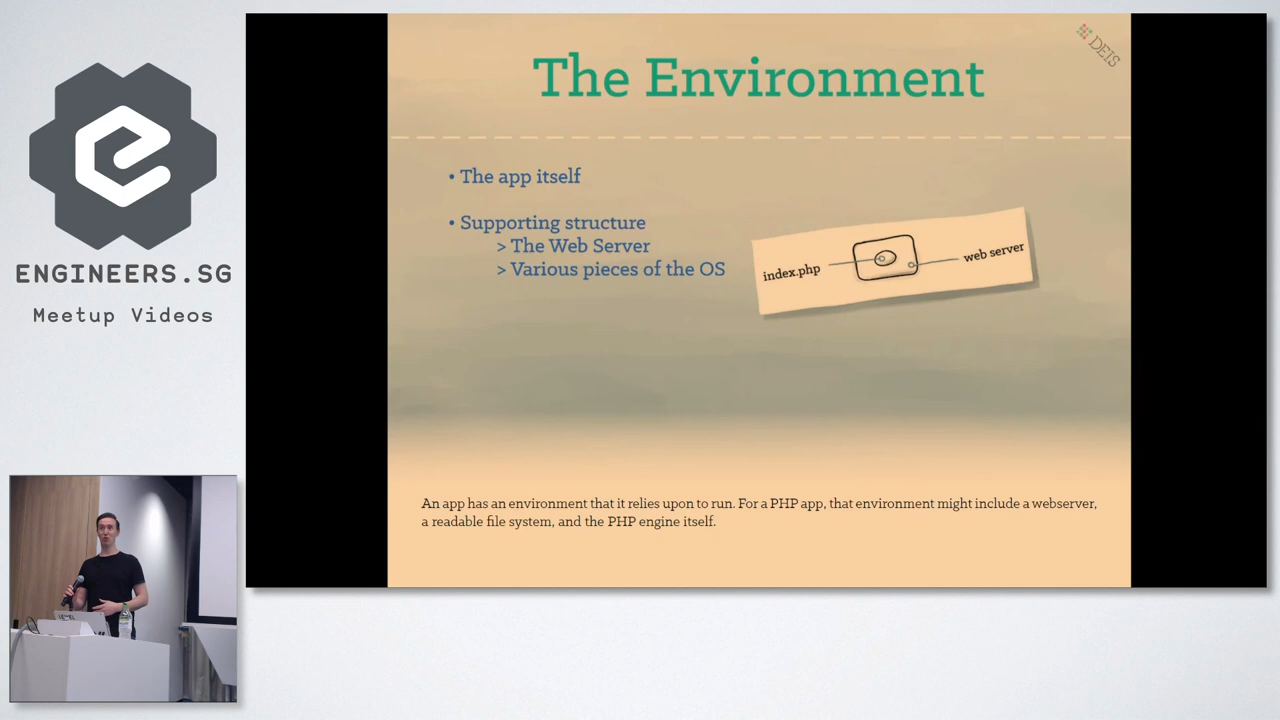 ENGINEERS.SG
Meetup Videos
DEIS
The Environment
• The app itself
• Supporting structure
> The Web Server
> Various pieces of the OS
index.php
web server
An app has an environment that it relies upon to run. For a PHP app, that environment might include a webserver,
a readable file system, and the PHP engine itself.